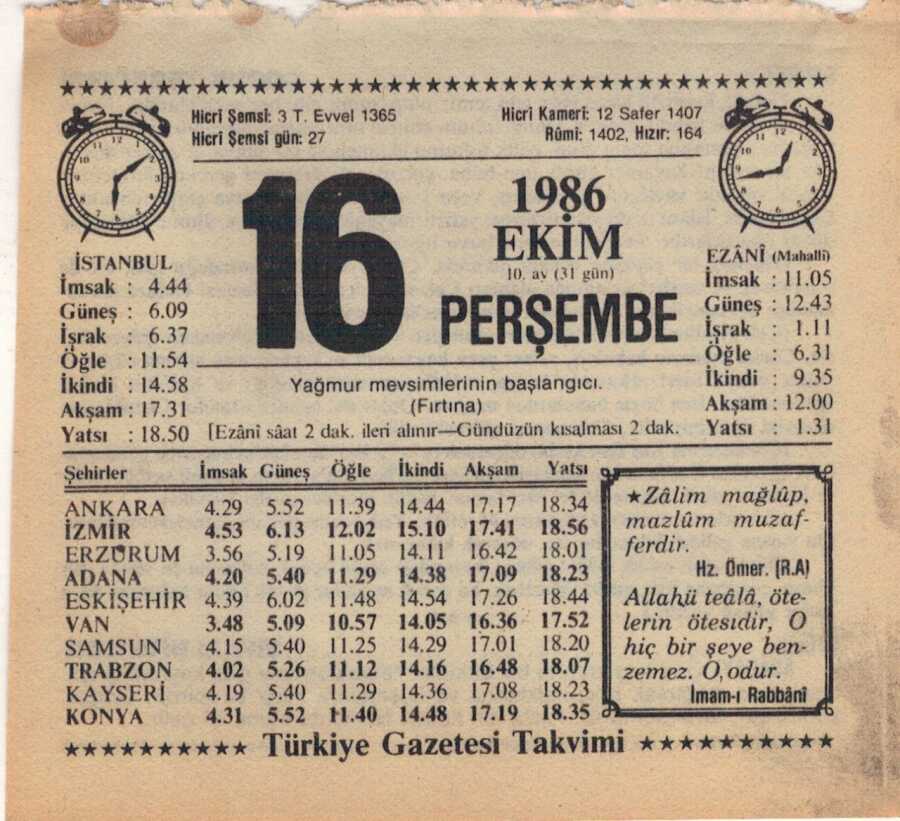 Hicrî Şemsî: 3 T. Evvel 1365
Hicrî Şemsî gün: 27
Hicrî Kamerî: 12 Safer 1407
Rûmî: 1402, Hızır: 164
16
1986
EKİM
10. ay (31 gün)
PERŞEMBE
İSTANBUL
İmsak : 4.44
Güneş : 6.09
İşrak : 6.37
Öğle : 11.54
İkindi : 14.58
Akşam : 17.31
Yatsı : 18.50
EZÂNÎ (Mahallî)
İmsak : 11.05
Güneş : 12.43
İşrak : 1.11
Öğle : 6.31
İkindi : 9.35
Akşam : 12.00
Yatsı : 1.31
Yağmur mevsimlerinin başlangıcı.
(Fırtına)
[Ezânî sâat 2 dak. ileri alınır—Gündüzün kısalması 2 dak.
Şehirler İmsak Güneş Öğle İkindi Akşam Yatsı
ANKARA 4.29 5.52 11.39 14.44 17.17 18.34
İZMİR 4.53 6.13 12.02 15.10 17.41 18.56
ERZURUM 3.56 5.19 11.05 14.11 16.42 18.01
ADANA 4.20 5.40 11.29 14.38 17.09 18.23
ESKİŞEHİR 4.39 6.02 11.48 14.54 17.26 18.44
VAN 3.48 5.09 10.57 14.05 16.36 17.52
SAMSUN 4.15 5.40 11.25 14.29 17.01 18.20
TRABZON 4.02 5.26 11.12 14.16 16.48 18.07
KAYSERİ 4.19 5.40 11.29 14.36 17.08 18.23
KONYA 4.31 5.52 11.40 14.48 17.19 18.35
★Zâlim mağlûp,
mazlûm muzaf-
ferdir.
Hz. Ömer. (R.A)
Allahü teâlâ, öte-
lerin ötesidir, O
hiç bir şeye ben-
zemez. O, odur.
İmam-ı Rabbânî
★★★★★★★★★★ Türkiye Gazetesi Takvimi ★★★★★★★★★★